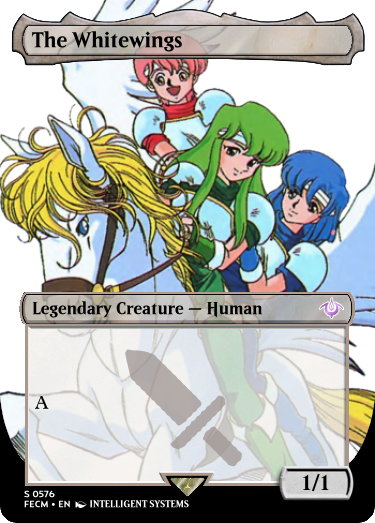 The Whitewings
Legendary Creature — Human
A
1/1
S 0576
FECM • EN INTELLIGENT SYSTEMS